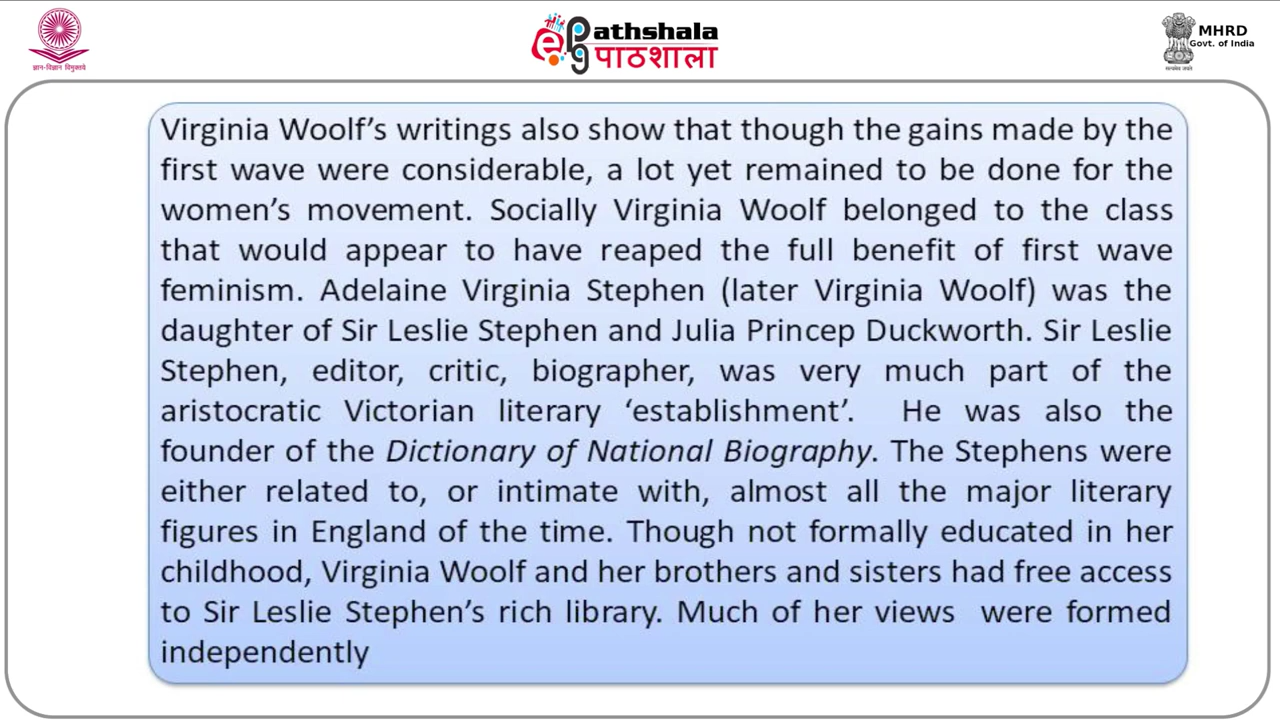 ज्ञान-विज्ञान विमुक्तये
epathshala
पाठशाला
MHRD
Govt. of India
सत्यमेव जयते
Virginia Woolf’s writings also show that though the gains made by the
first wave were considerable, a lot yet remained to be done for the
women’s movement. Socially Virginia Woolf belonged to the class
that would appear to have reaped the full benefit of first wave
feminism. Adelaine Virginia Stephen (later Virginia Woolf) was the
daughter of Sir Leslie Stephen and Julia Princep Duckworth. Sir Leslie
Stephen, editor, critic, biographer, was very much part of the
aristocratic Victorian literary ‘establishment’. He was also the
founder of the Dictionary of National Biography. The Stephens were
either related to, or intimate with, almost all the major literary
figures in England of the time. Though not formally educated in her
childhood, Virginia Woolf and her brothers and sisters had free access
to Sir Leslie Stephen’s rich library. Much of her views were formed
independently